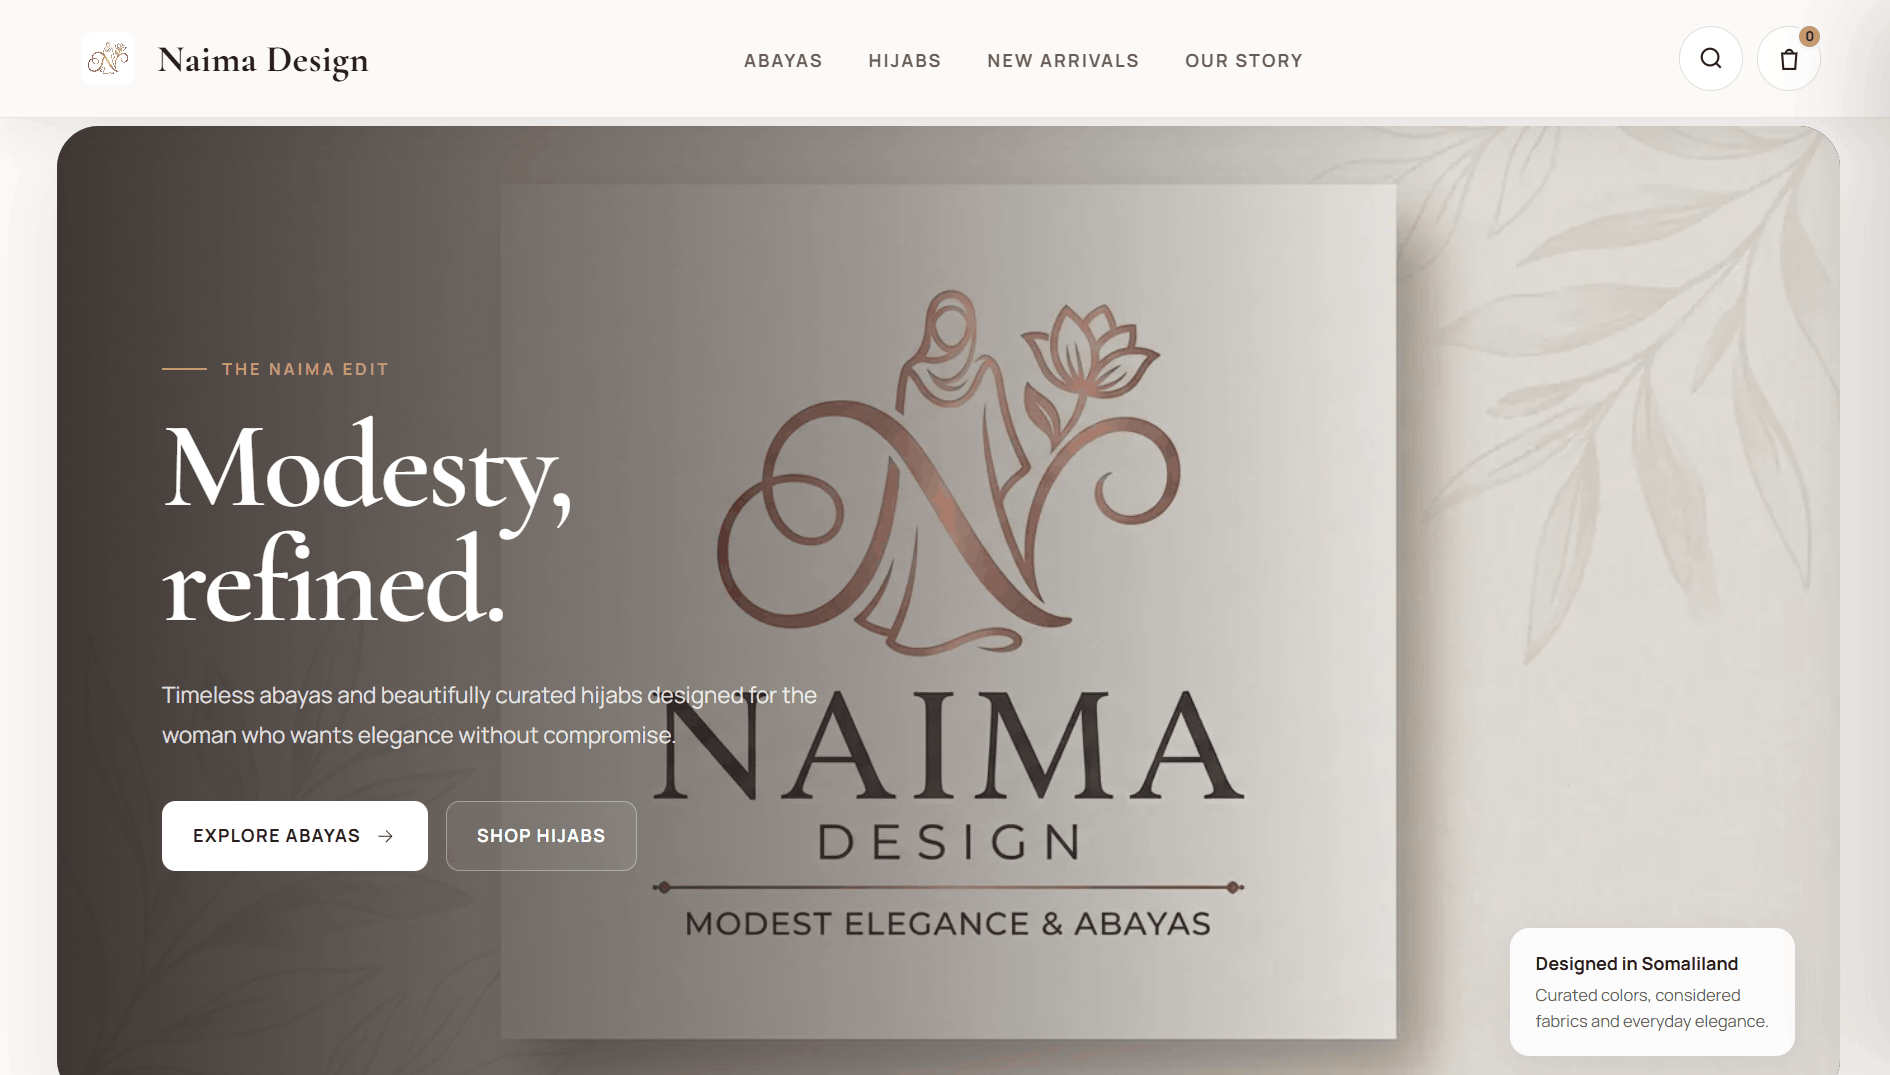 Naima Design
ABAYAS
HIJABS
NEW ARRIVALS
OUR STORY
0
THE NAIMA EDIT
Modesty,
refined.
Timeless abayas and beautifully curated hijabs designed for the
woman who wants elegance without compromise.
EXPLORE ABAYAS →
SHOP HIJABS
NAIMA
DESIGN
MODEST ELEGANCE & ABAYAS
Designed in Somaliland
Curated colors, considered
fabrics and everyday elegance.